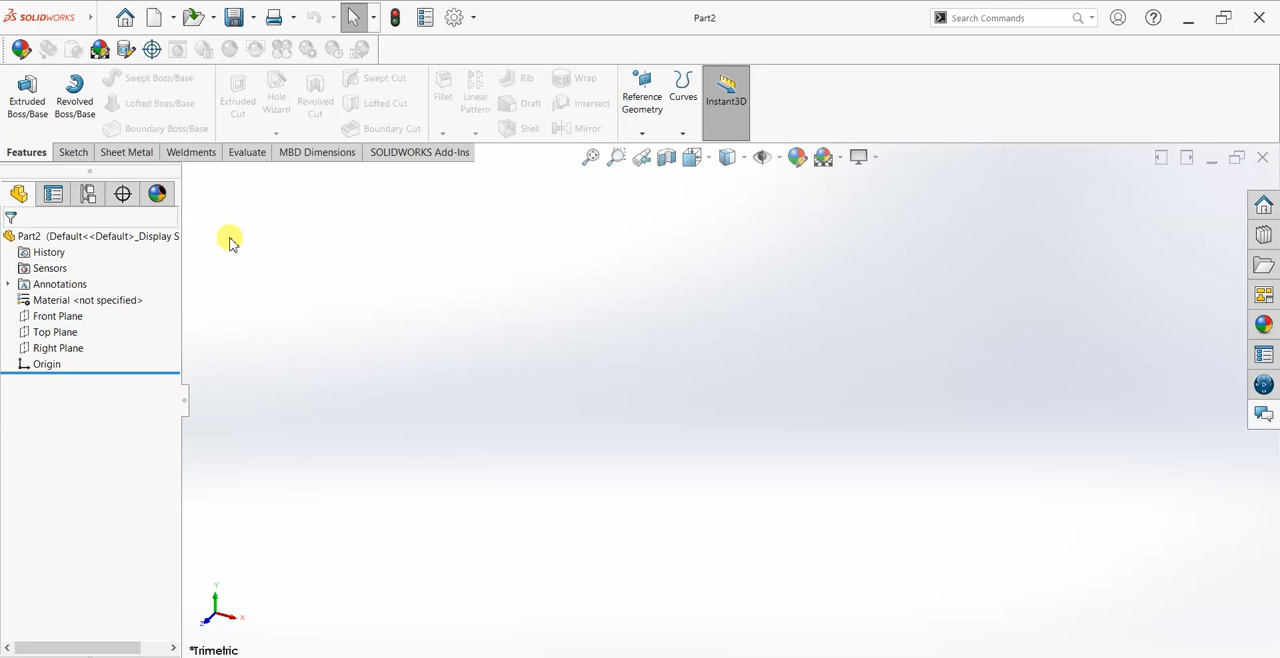 SOLIDWORKS
Part2
Search Commands
Extruded Boss/Base
Revolved Boss/Base
Swept Boss/Base
Lofted Boss/Base
Boundary Boss/Base
Extruded Cut
Hole Wizard
Revolved Cut
Swept Cut
Lofted Cut
Boundary Cut
Fillet
Linear Pattern
Rib
Draft
Shell
Wrap
Intersect
Mirror
Reference Geometry
Curves
Instant3D
Features
Sketch
Sheet Metal
Weldments
Evaluate
MBD Dimensions
SOLIDWORKS Add-Ins
Part2 (Default<<Default>_Display S
History
Sensors
A Annotations
Material <not specified>
Front Plane
Top Plane
Right Plane
Origin
Y
X
Z
*Trimetric